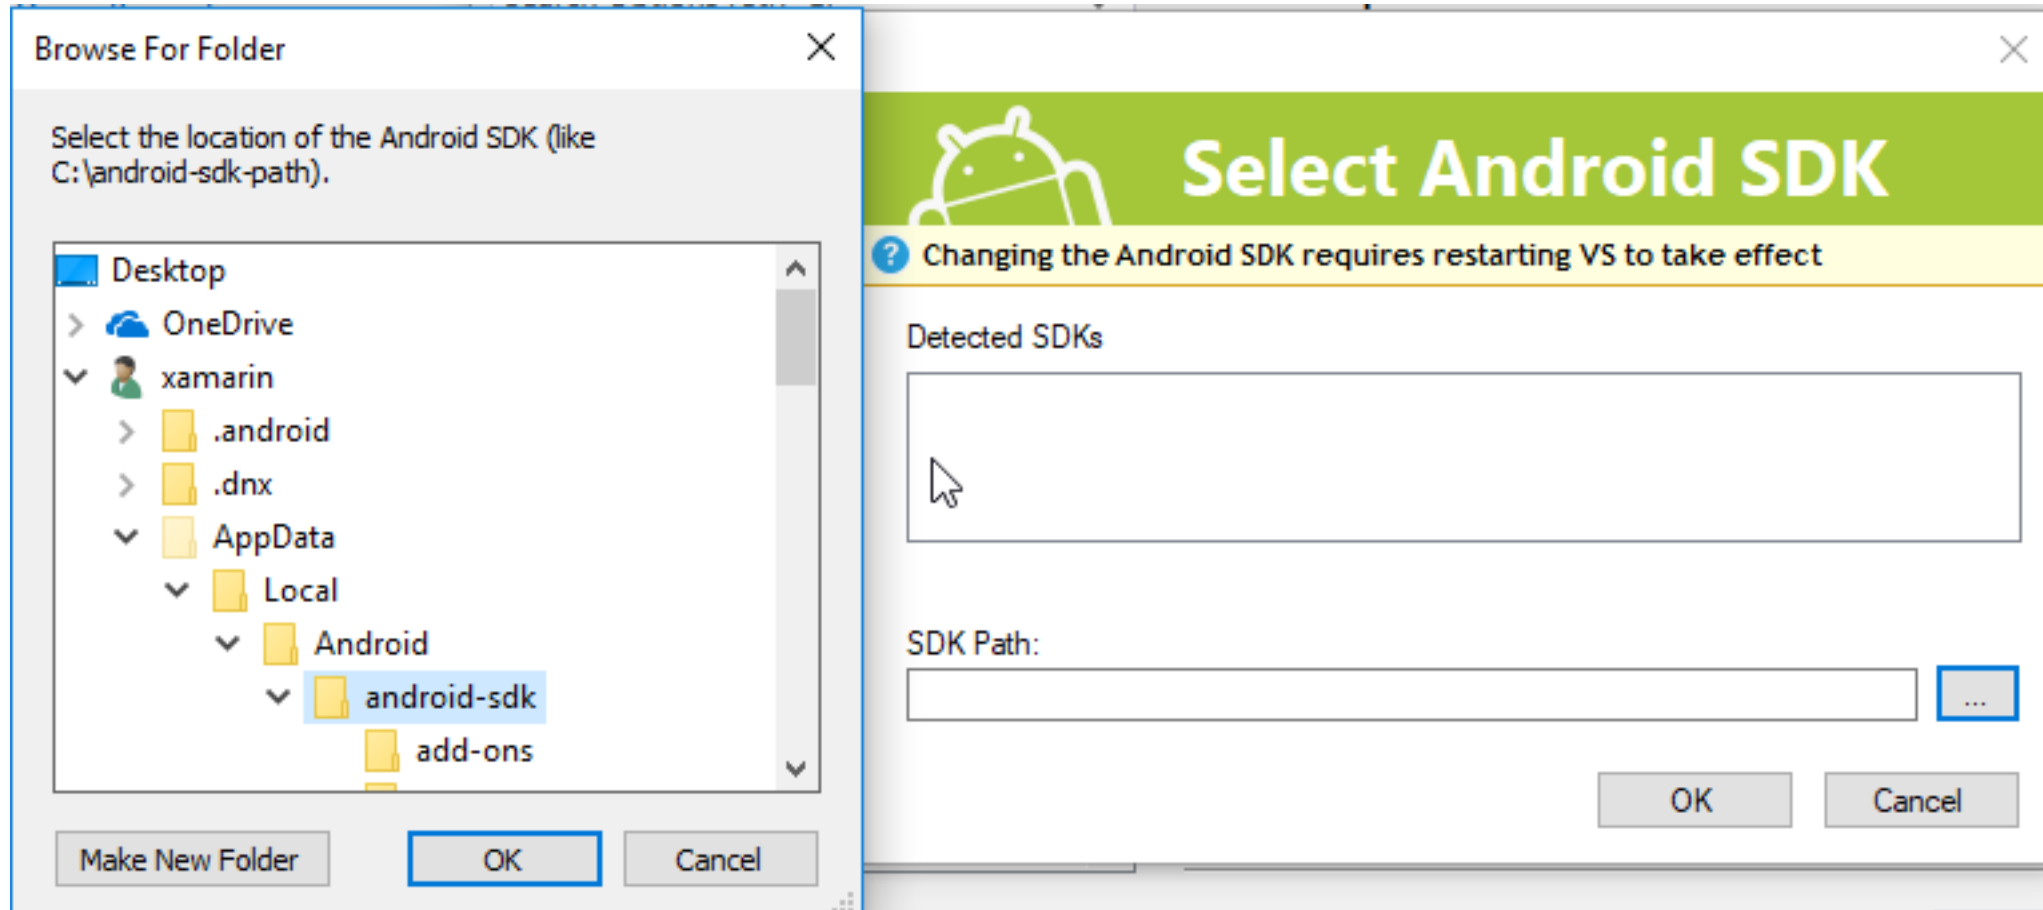 Browse For Folder
Select the location of the Android SDK (like
C:\android-sdk-path).
Desktop
OneDrive
xamarin
.android
.dnx
AppData
Local
Android
android-sdk
add-ons
Make New Folder
OK
Cancel
Select Android SDK
Changing the Android SDK requires restarting VS to take effect
Detected SDKs
SDK Path:
...
OK
Cancel